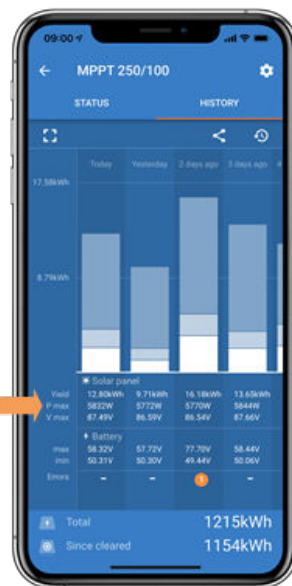 09:00
MPPT 250/100
STATUS HISTORY
Today Yesterday 2 days ago 3 days ago
17.58kWh
8.79kWh
Solar panel
Yield 12.80kWh 9.71kWh 16.18kWh 13.65kWh
P max 5832W 5772W 5770W 5844W
V max 87.49V 86.59V 86.54V 87.66V
Battery
max 58.32V 57.72V 77.70V 58.44V
min 50.31V 50.30V 49.44V 50.06V
Errors - - 1 -
Total 1215kWh
Since cleared 1154kWh